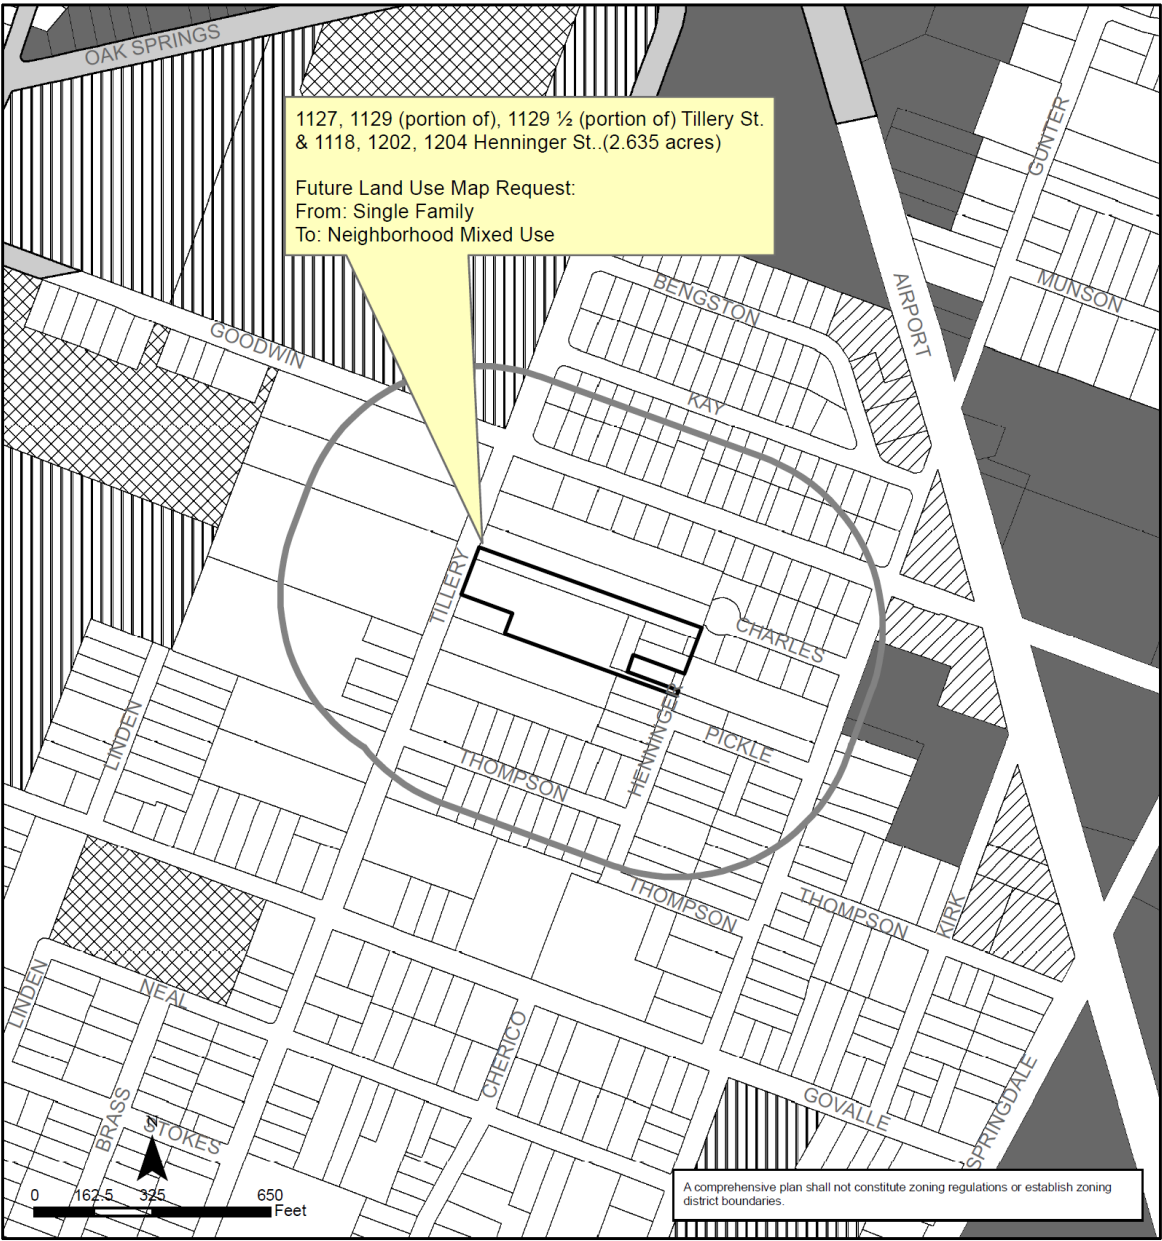 OAK SPRINGS
1127, 1129 (portion of), 1129 ½ (portion of) Tillery St.
& 1118, 1202, 1204 Henninger St..(2.635 acres)
Future Land Use Map Request:
From: Single Family
To: Neighborhood Mixed Use
GUNTER
MUNSON
AIRPORT
BENGSTON
GOODWIN
KAY
TILLERY
CHARLES
HENNINGER
PICKLE
LINDEN
THOMPSON
THOMPSON
THOMPSON
KIRK
LINDEN
NEAL
CHERICO
BRASS
STOKES
GOVALLE
SPRINGDALE
N
0 162.5 325 650
Feet
A comprehensive plan shall not constitute zoning regulations or establish zoning
district boundaries.